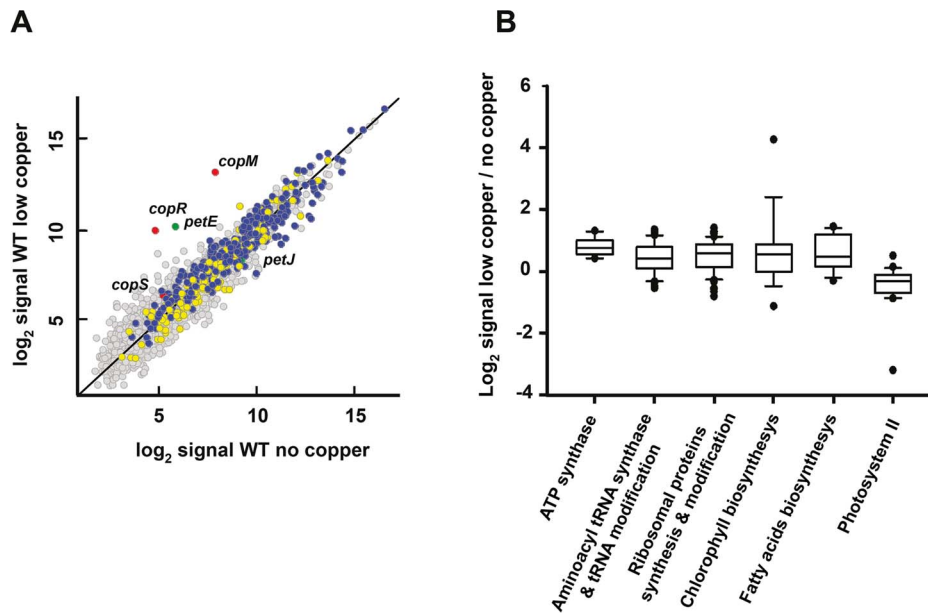 A
B
log2 signal WT low copper
15
10
5
copM
copR
petE
petJ
copS
5
10
15
log2 signal WT no copper
Log2 signal low copper / no copper
6
4
2
0
-2
-4
ATP synthase
Aminoacyl tRNA synthase
& tRNA modification
Ribosomal proteins
synthesis & modification
Chlorophyll biosynthesys
Fatty acids biosynthesys
Photosystem II